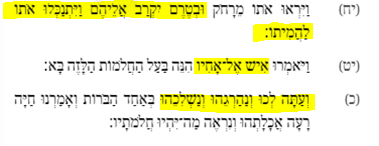 (יח) וַיִּרְאוּ אֹתוֹ מֵרָחֹק וּבְטֶרֶם יִקְרַב אֲלֵיהֶם וַיִּתְנַכְּלוּ אֹתוֹ
לַהֲמִיתוֹ:
(יט) וַיֹּאמְרוּ אִישׁ אֶל־אָחִיו הִנֵּה בַּעַל הַחֲלֹמוֹת הַלָּזֶה בָּא:
(כ) וְעַתָּה לְכוּ וְנַהַרְגֵהוּ וְנַשְׁלִכֵהוּ בְּאַחַד הַבֹּרוֹת וְאָמַרְנוּ חַיָּה
רָעָה אֲכָלָתְהוּ וְנִרְאֶה מַה־יִּהְיוּ חֲלֹמֹתָיו: